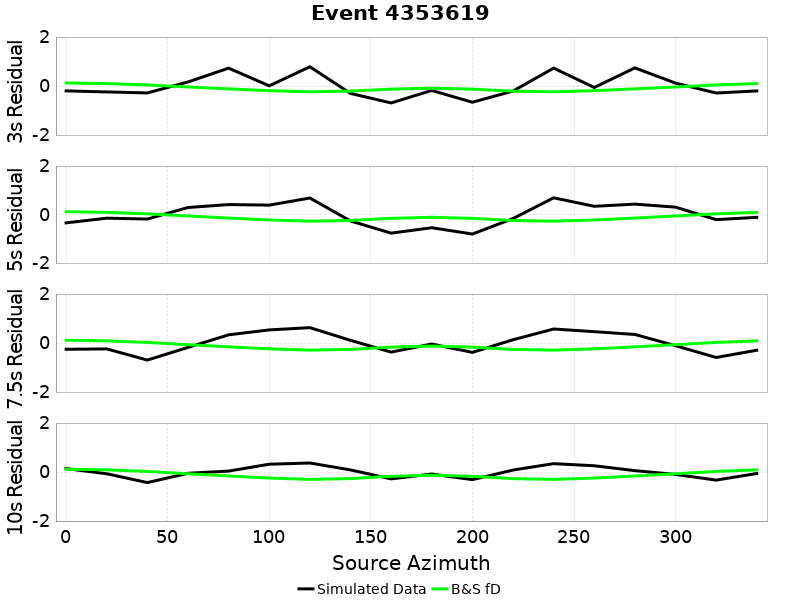 Event 4353619
3s Residual
2
0
-2
5s Residual
2
0
-2
7.5s Residual
2
0
-2
10s Residual
2
0
-2
0 50 100 150 200 250 300
Source Azimuth
Simulated Data B&S fD